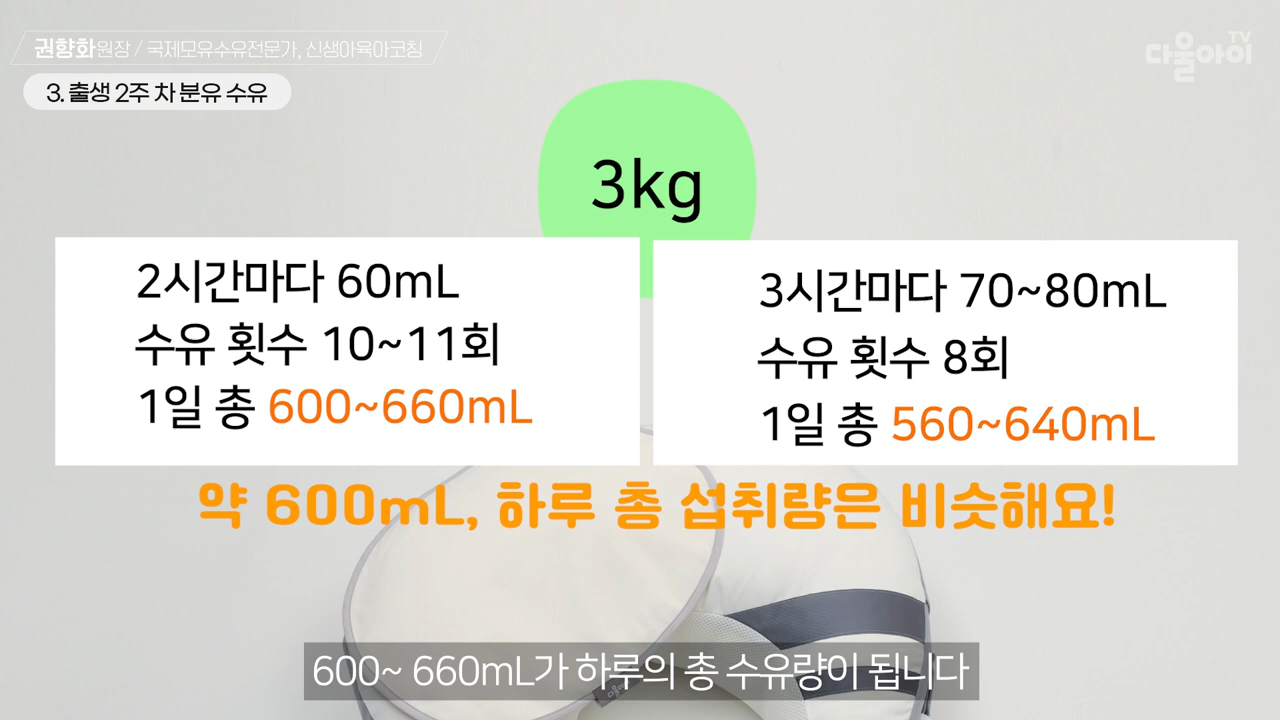 권향화원장 / 국제모유수유전문가, 신생아육아코칭
다울아이TV
3. 출생 2주 차 분유 수유
3kg
2시간마다 60mL
수유 횟수 10~11회
1일 총 600~660mL
3시간마다 70~80mL
수유 횟수 8회
1일 총 560~640mL
약 600mL, 하루 총 섭취량은 비슷해요!
600~ 660mL가 하루의 총 수유량이 됩니다